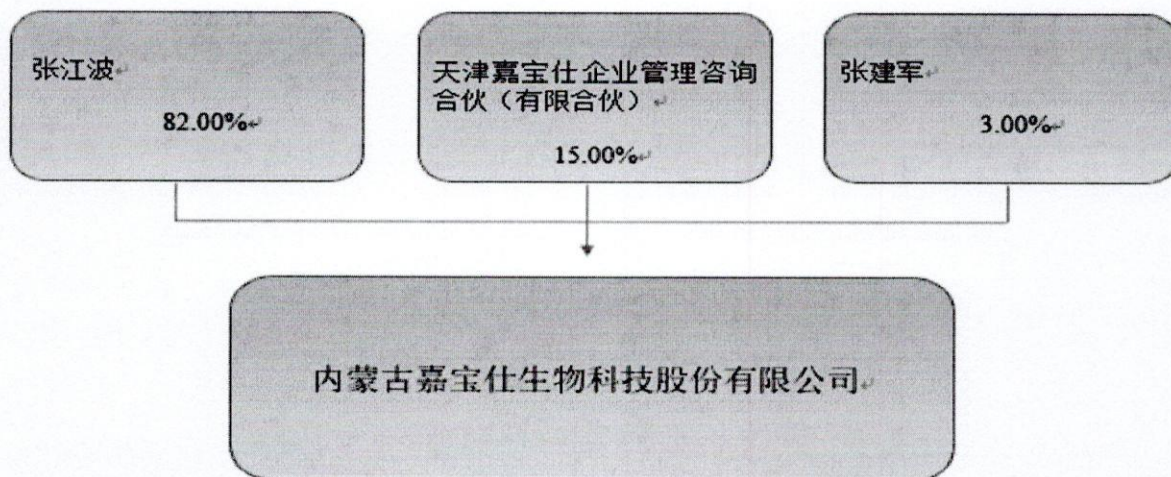 张江波
82.00%
天津嘉宝仕企业管理咨询
合伙（有限合伙）
15.00%
张建军
3.00%
内蒙古嘉宝仕生物科技股份有限公司